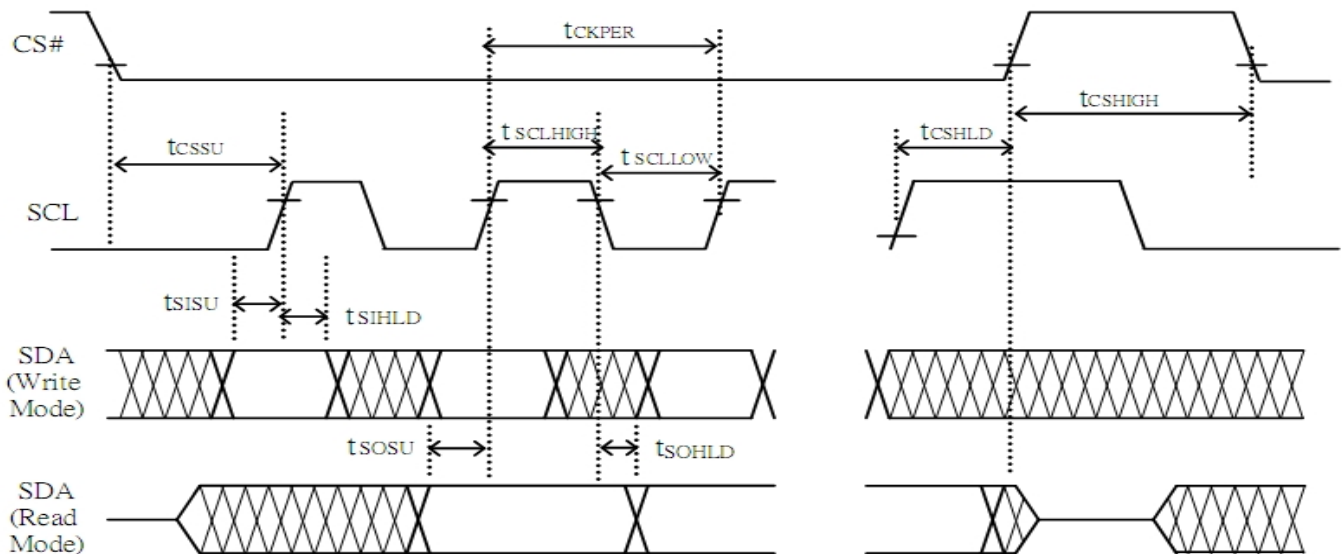 CS#
tCKPER
tCSHIGH
tSCLHIGH
tCSHLD
tCSSU
tSCLLOW
SCL
tSISU
tSIHLD
SDA
(Write
Mode)
tSOSU
tSOHLD
SDA
(Read
Mode)